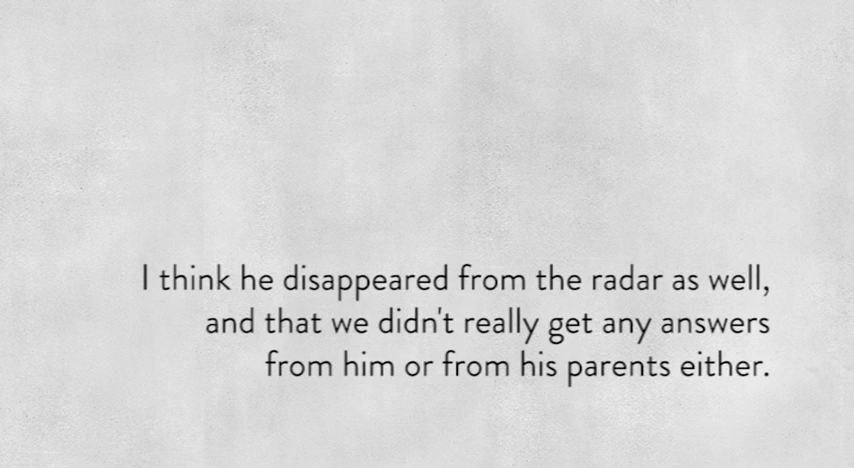 I think he disappeared from the radar as well,
and that we didn't really get any answers
from him or from his parents either.